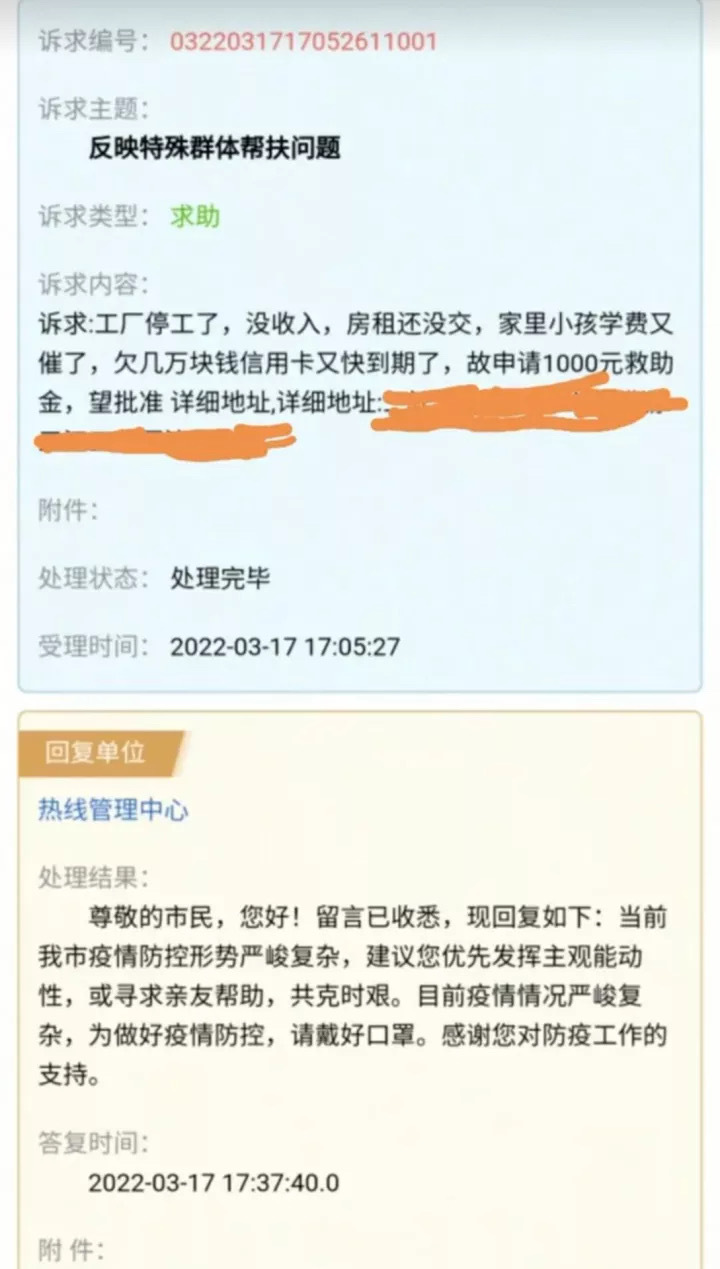 诉求编号： 0322031717052611001
诉求主题：
反映特殊群体帮扶问题
诉求类型： 求助
诉求内容：
诉求:工厂停工了，没收入，房租还没交，家里小孩学费又
催了，欠几万块钱信用卡又快到期了，故申请1000元救助
金，望批准 详细地址,详细地址:
附件：
处理状态： 处理完毕
受理时间： 2022-03-17 17:05:27
回复单位
热线管理中心
处理结果：
尊敬的市民，您好！留言已收悉，现回复如下：当前
我市疫情防控形势严峻复杂，建议您优先发挥主观能动
性，或寻求亲友帮助，共克时艰。目前疫情情况严峻复
杂，为做好疫情防控，请戴好口罩。感谢您对防疫工作的
支持。
答复时间：
2022-03-17 17:37:40.0
附 件：